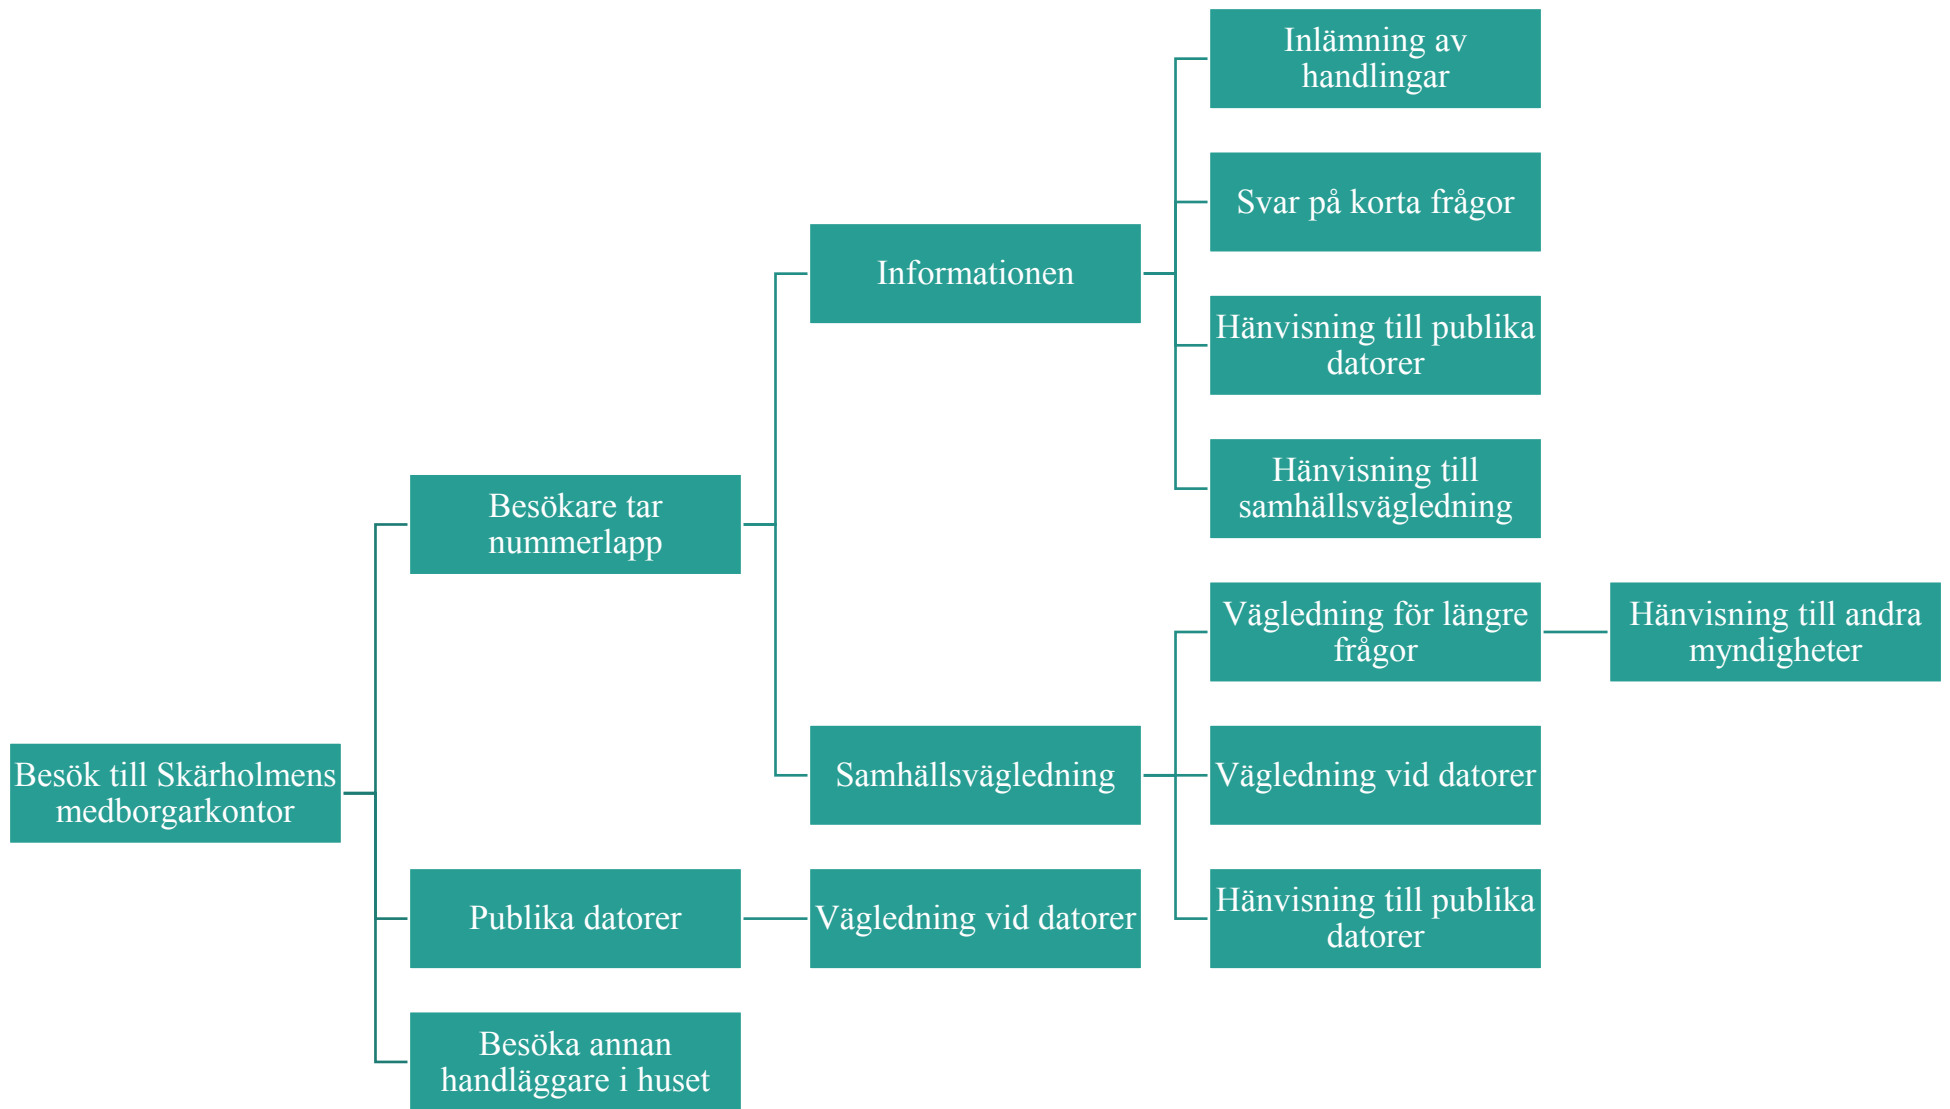 Besök till Skärholmens
medborgarkontor
Besökare tar
nummerlapp
Informationen
Inlämning av
handlingar
Svar på korta frågor
Hänvisning till publika
datorer
Hänvisning till
samhällsvägledning
Samhällsvägledning
Vägledning för längre
frågor
Hänvisning till andra
myndigheter
Vägledning vid datorer
Hänvisning till publika
datorer
Publika datorer
Vägledning vid datorer
Besöka annan
handläggare i huset